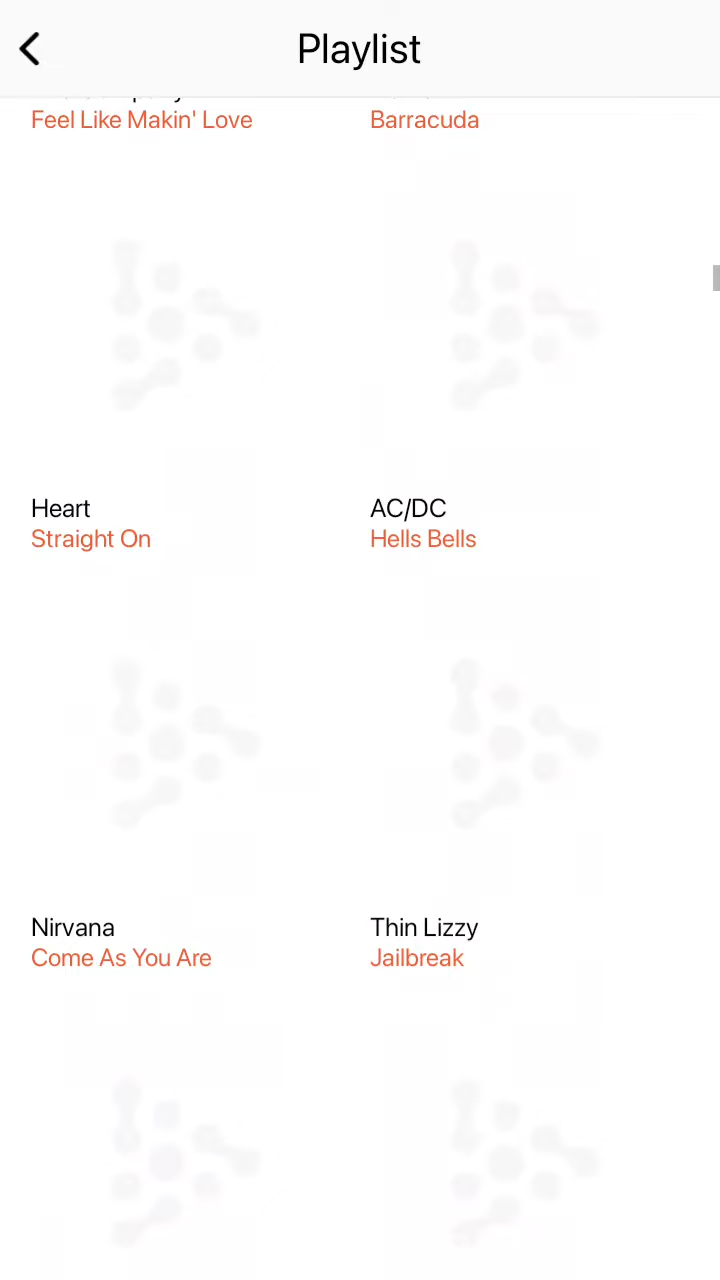 Playlist
Feel Like Makin' Love
Barracuda
Heart
AC/DC
Straight On
Hells Bells
Nirvana
Thin Lizzy
Come As You Are
Jailbreak